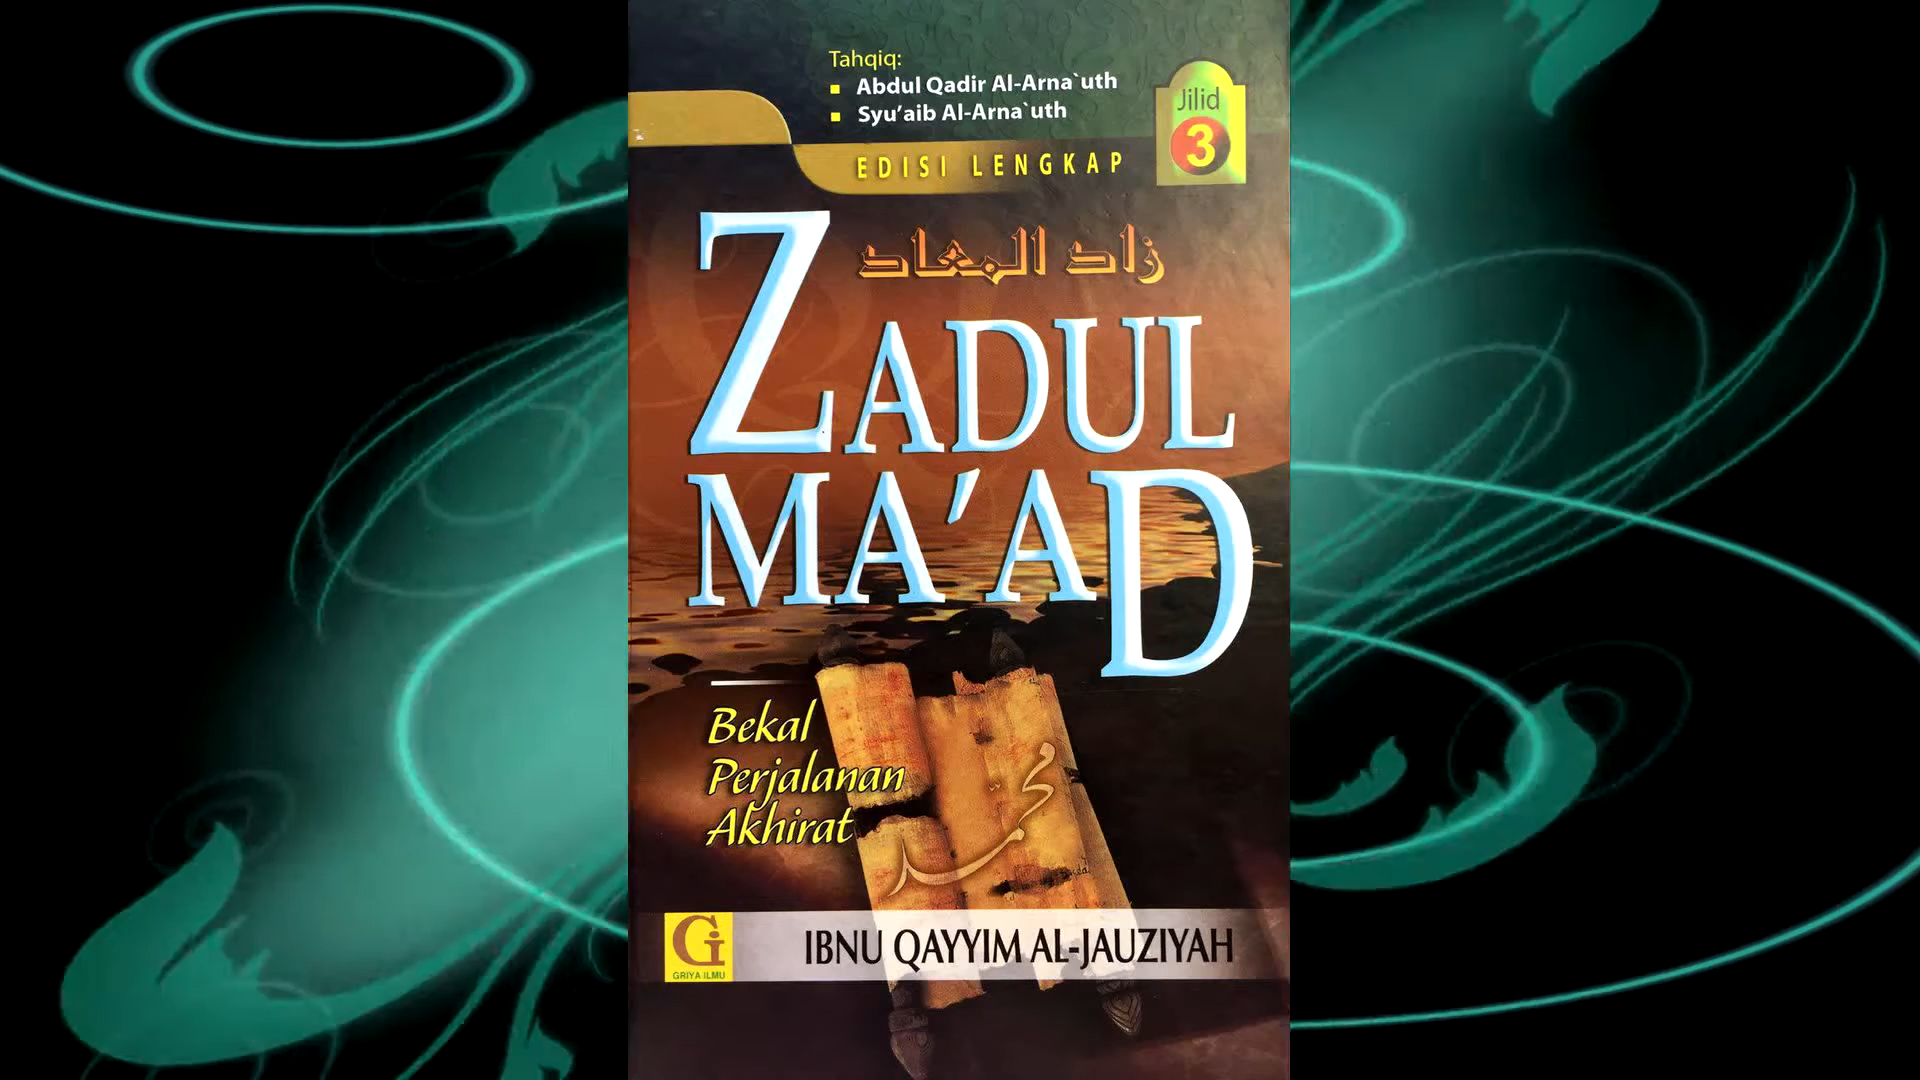 Tahqiq:
Abdul Qadir Al-Arna`uth
Syu'aib Al-Arna`uth
Jilid
3
EDISI LENGKAP
زاد المعاد
ZADUL
MA'AD
Bekal
Perjalanan
Akhirat
محمد
Gi
GRIYA ILMU
IBNU QAYYIM AL-JAUZIYAH